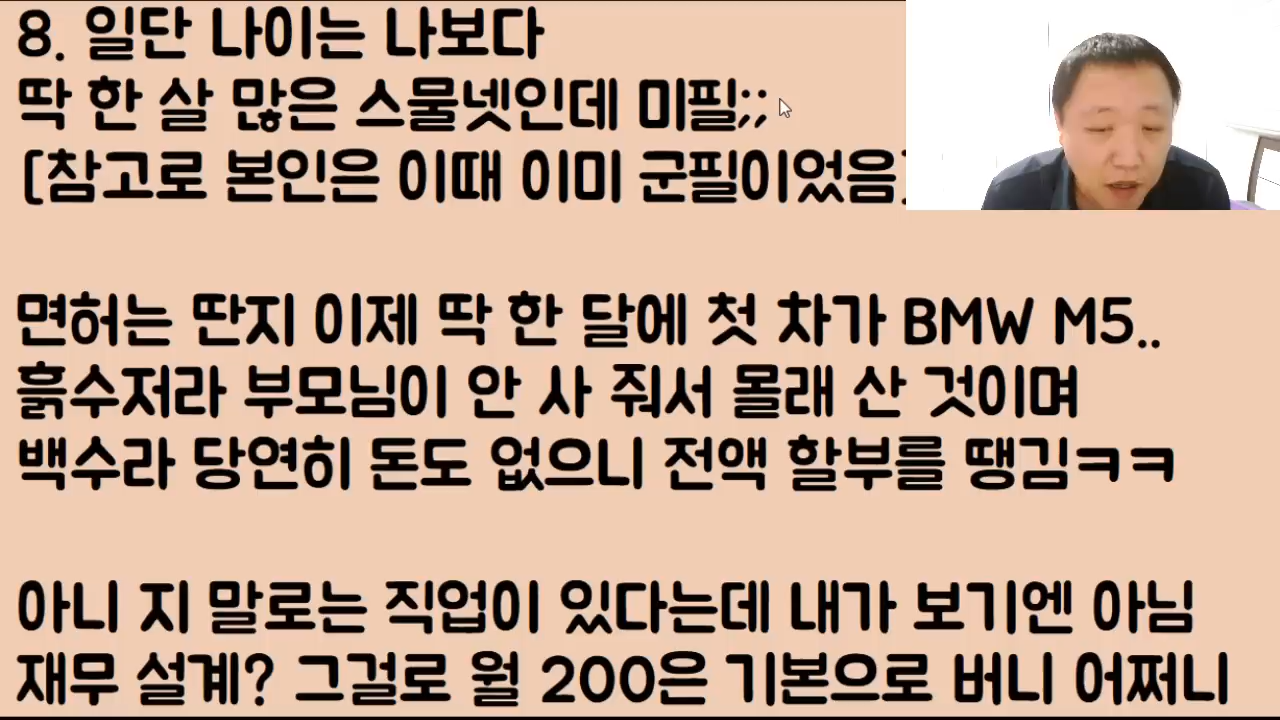 8. 일단 나이는 나보다
딱 한 살 많은 스물넷인데 미필;;
[참고로 본인은 이때 이미 군필이었음]
면허는 딴지 이제 딱 한 달에 첫 차가 BMW M5..
흙수저라 부모님이 안 사 줘서 몰래 산 것이며
백수라 당연히 돈도 없으니 전액 할부를 땡김ㅋㅋ
아니 지 말로는 직업이 있다는데 내가 보기엔 아님
재무 설계? 그걸로 월 200은 기본으로 버니 어쩌니